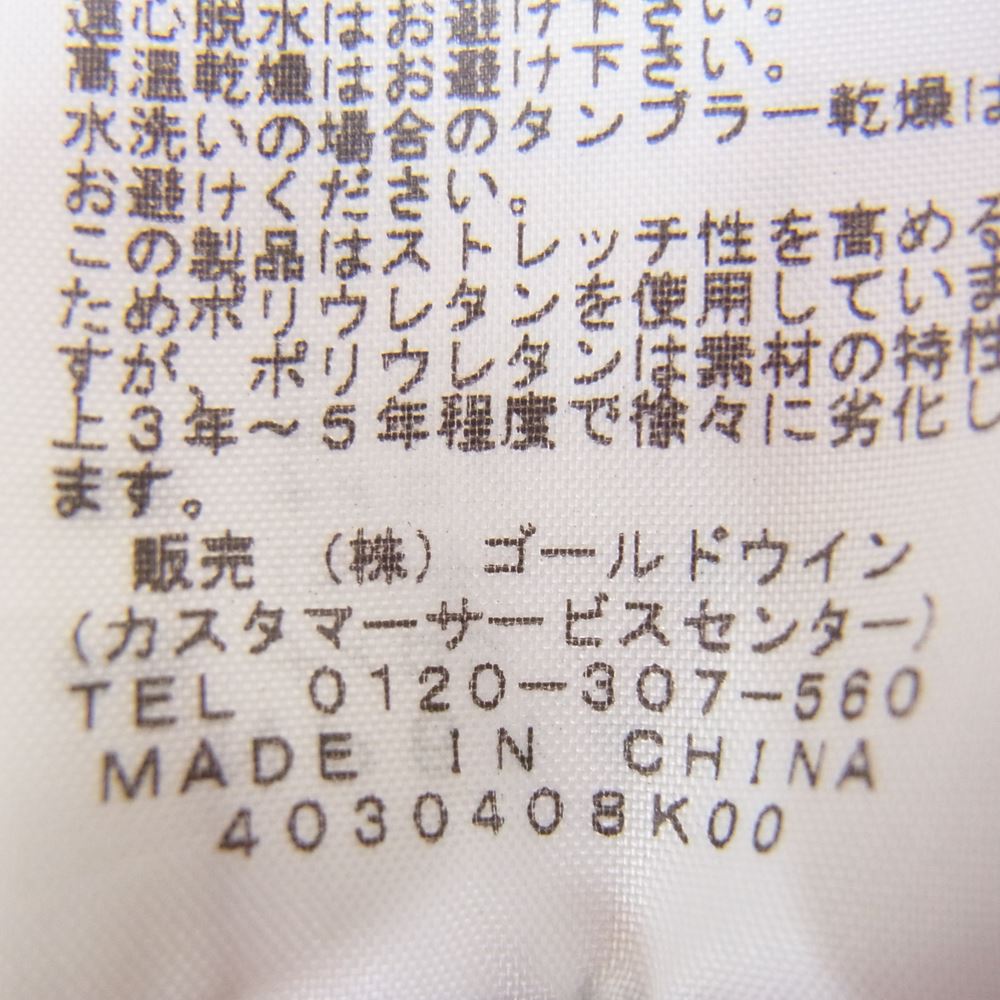 遠心脱水はお避け下さい。
高温乾燥はお避け下さい。
水洗いの場合のタンブラー乾燥は
お避けください。
この製品はストレッチ性を高める
ためポリウレタンを使用していま
すが、ポリウレタンは素材の特性
上3年～5年程度で徐々に劣化し
ます。
販売 (株) ゴールドウイン
(カスタマーサービスセンター)
TEL 0120-307-560
MADE IN CHINA
4030408K00